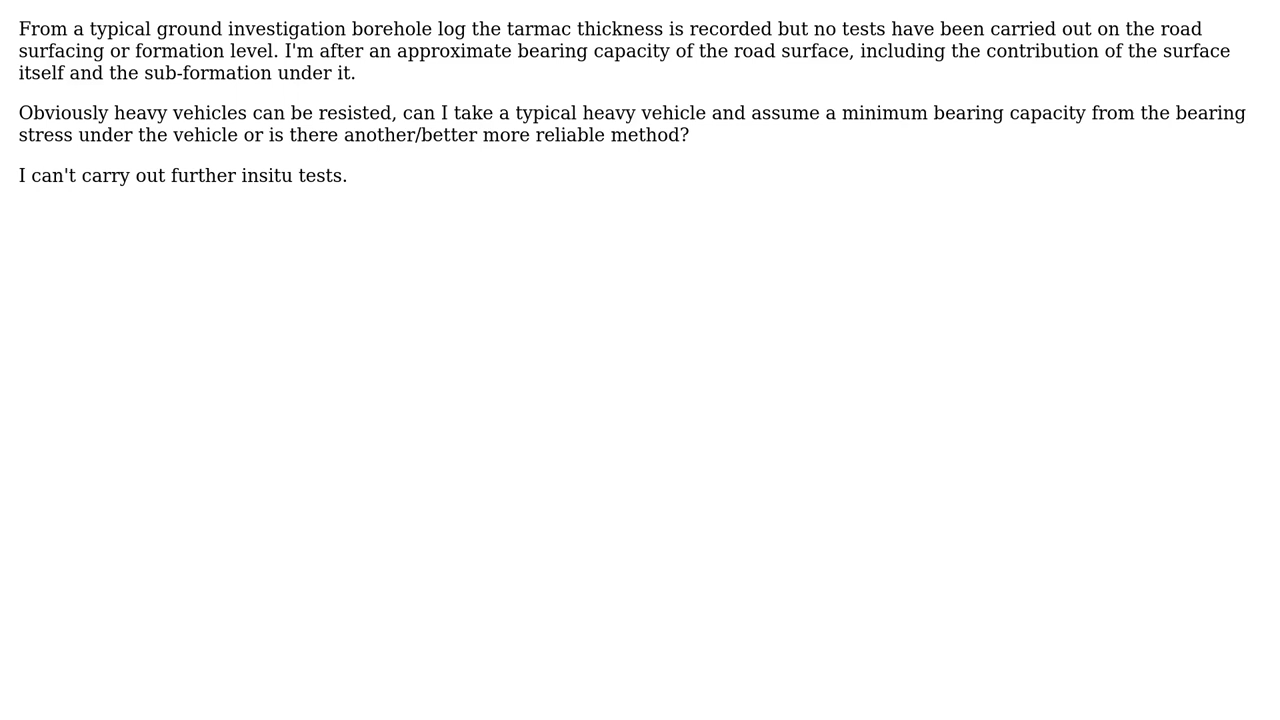 From a typical ground investigation borehole log the tarmac thickness is recorded but no tests have been carried out on the road
surfacing or formation level. I'm after an approximate bearing capacity of the road surface, including the contribution of the surface
itself and the sub-formation under it.
Obviously heavy vehicles can be resisted, can I take a typical heavy vehicle and assume a minimum bearing capacity from the bearing
stress under the vehicle or is there another/better more reliable method?
I can't carry out further insitu tests.